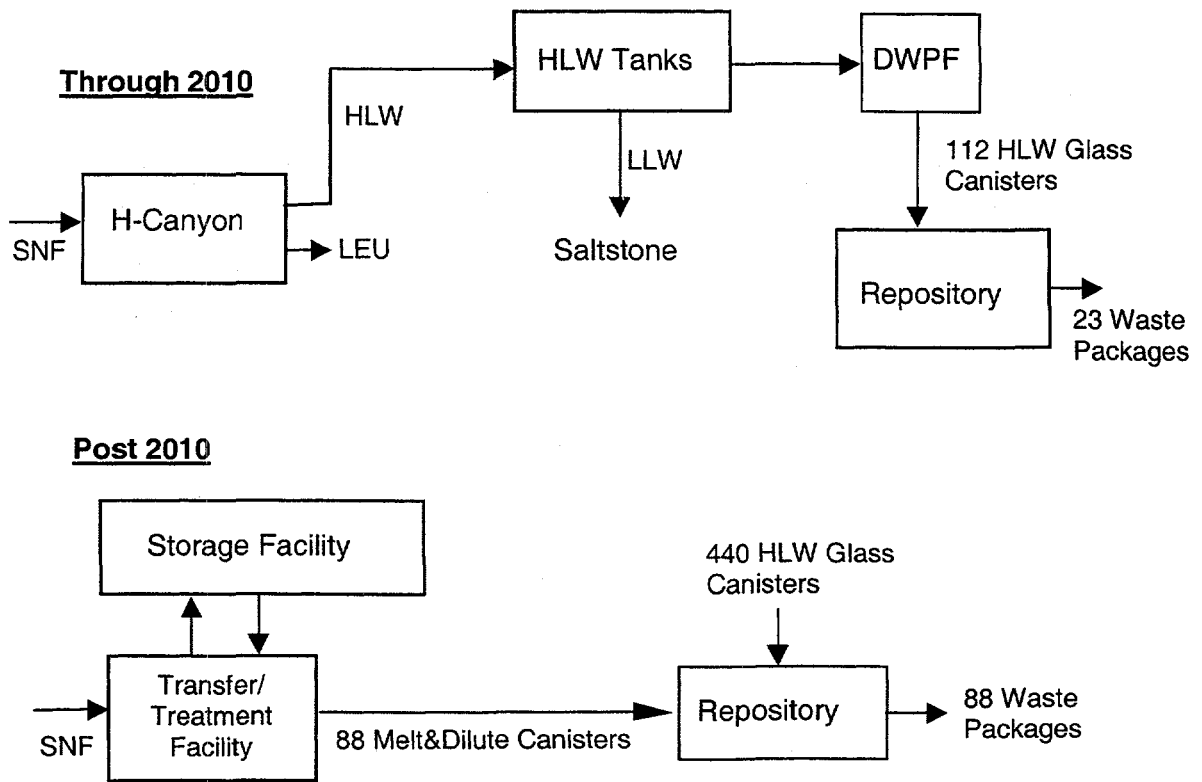 Through 2010
HLW Tanks
DWPF
HLW
LLW
112 HLW Glass
Canisters
H-Canyon
SNF
LEU
Saltstone
Repository
23 Waste
Packages
Post 2010
Storage Facility
440 HLW Glass
Canisters
Transfer/
Treatment
Facility
SNF
88 Melt&Dilute Canisters
Repository
88 Waste
Packages